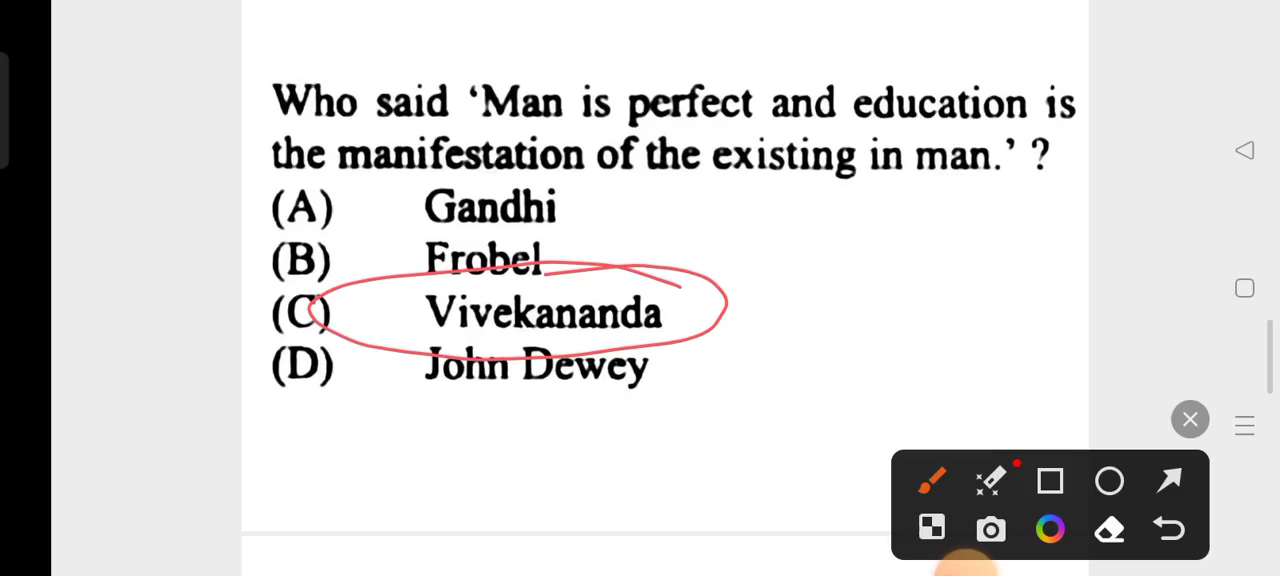 Who said ‘Man is perfect and education is
the manifestation of the existing in man.’ ?
(A) Gandhi
(B) Frobel
(C) Vivekananda
(D) John Dewey